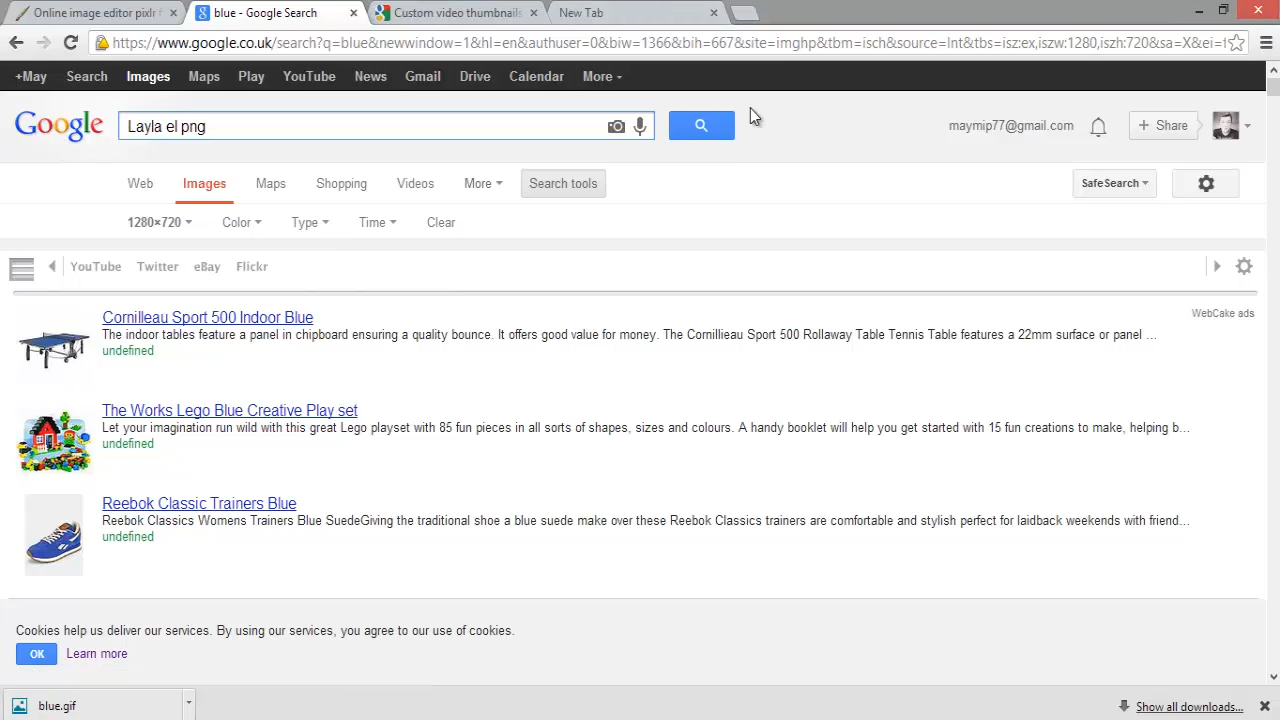 Online image editor pixlr f
blue - Google Search
Custom video thumbnails
New Tab
https://www.google.co.uk/search?q=blue&newwindow=1&hl=en&authuser=0&biw=1366&bih=667&site=imghp&tbm=isch&source=lnt&tbs=isz:ex,iszw:1280,iszh:720&sa=X&ei=
+May Search Images Maps Play YouTube News Gmail Drive Calendar More
Google
Layla el png
maymip77@gmail.com
+ Share
Web Images Maps Shopping Videos More Search tools
SafeSearch
1280×720 Color Type Time Clear
YouTube Twitter eBay Flickr
Cornilleau Sport 500 Indoor Blue
WebCake ads
The indoor tables feature a panel in chipboard ensuring a quality bounce. It offers good value for money. The Cornillieau Sport 500 Rollaway Table Tennis Table features a 22mm surface or panel ...
undefined
The Works Lego Blue Creative Play set
Let your imagination run wild with this great Lego playset with 85 fun pieces in all sorts of shapes, sizes and colours. A handy booklet will help you get started with 15 fun creations to make, helping b...
undefined
Reebok Classic Trainers Blue
Reebok Classics Womens Trainers Blue SuedeGiving the traditional shoe a blue suede make over these Reebok Classics trainers are comfortable and stylish perfect for laidback weekends with friend...
undefined
Cookies help us deliver our services. By using our services, you agree to our use of cookies.
OK Learn more
blue.gif
Show all downloads...